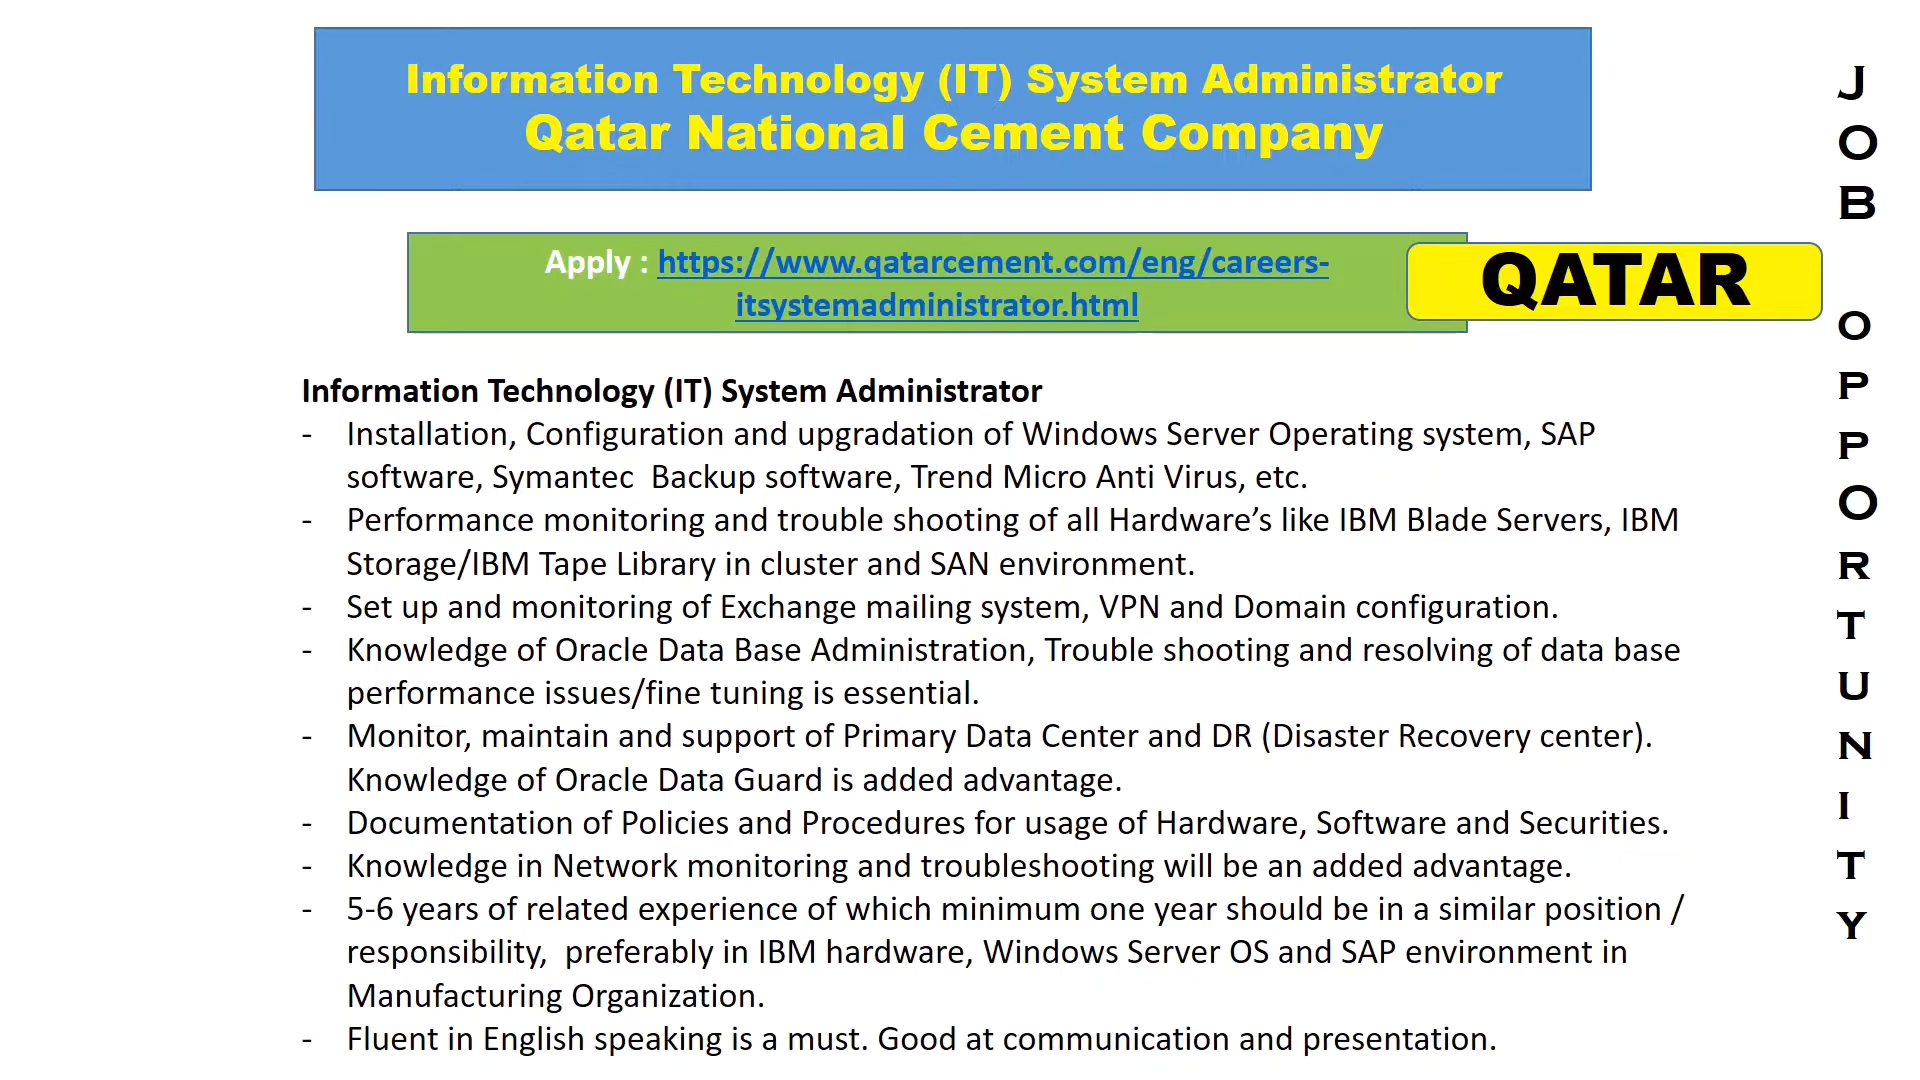 Information Technology (IT) System Administrator
Qatar National Cement Company
Apply : https://www.qatarcement.com/eng/careers-
itsystemadministrator.html
QATAR
Information Technology (IT) System Administrator
- Installation, Configuration and upgradation of Windows Server Operating system, SAP
software, Symantec  Backup software, Trend Micro Anti Virus, etc.
- Performance monitoring and trouble shooting of all Hardware’s like IBM Blade Servers, IBM
Storage/IBM Tape Library in cluster and SAN environment.
- Set up and monitoring of Exchange mailing system, VPN and Domain configuration.
- Knowledge of Oracle Data Base Administration, Trouble shooting and resolving of data base
performance issues/fine tuning is essential.
- Monitor, maintain and support of Primary Data Center and DR (Disaster Recovery center).
Knowledge of Oracle Data Guard is added advantage.
- Documentation of Policies and Procedures for usage of Hardware, Software and Securities.
- Knowledge in Network monitoring and troubleshooting will be an added advantage.
- 5-6 years of related experience of which minimum one year should be in a similar position /
responsibility,  preferably in IBM hardware, Windows Server OS and SAP environment in
Manufacturing Organization.
- Fluent in English speaking is a must. Good at communication and presentation.
JOB OPPORTUNITY